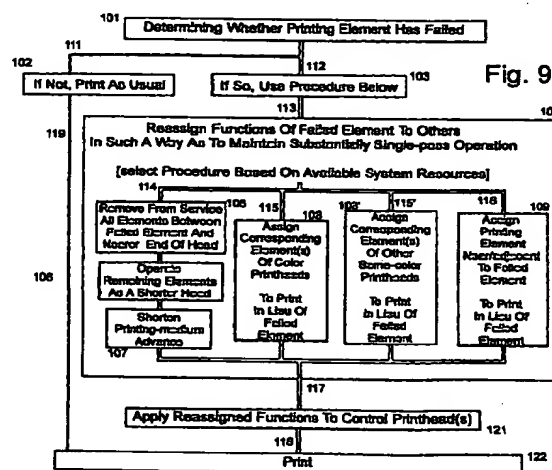 101
Determining Whether Printing Element Has Failed
111
102
112
103
If Not, Print As Usual
If So, Use Procedure Below
Fig. 9
119
113
10
Reassign Functions Of Failed Element To Others
In Such A Way As To Maintain Substantially Single-pass Operation
[select Procedure Based On Available System Resources]
114
105
Remove From Service
All Elements Between
Failed Element And
Nearer End Of Head
Operate
Remaining Elements
As A Shorter Head
Shorten
Printing-medium
Advance
107
106
115
108
Assign
Corresponding
Element(s)
Of Color
Printheads
To Print
In Lieu Of
Failed
Element
115'
Assign
Corresponding
Element(s)
Of Other
Same-color
Printheads
To Print
In Lieu Of
Failed
Element
116
109
Assign
Printing
Element
To Failed
Element
To Print
In Lieu Of
Failed
Element
117
Apply Reassigned Functions To Control Printhead(s)
121
118
Print
122